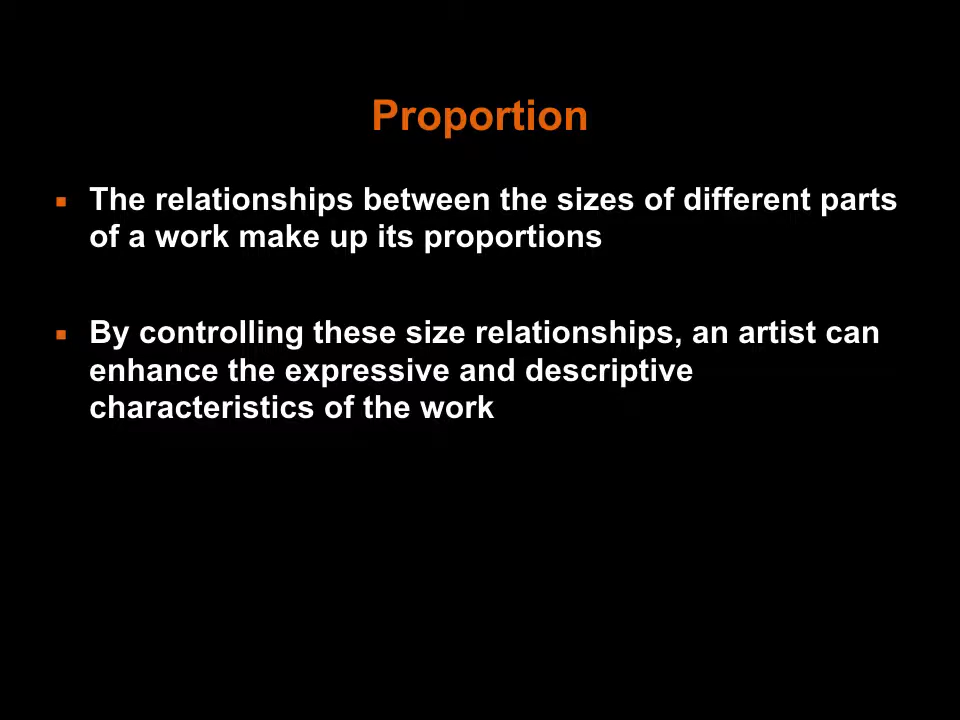 Proportion
The relationships between the sizes of different parts
of a work make up its proportions
By controlling these size relationships, an artist can
enhance the expressive and descriptive
characteristics of the work